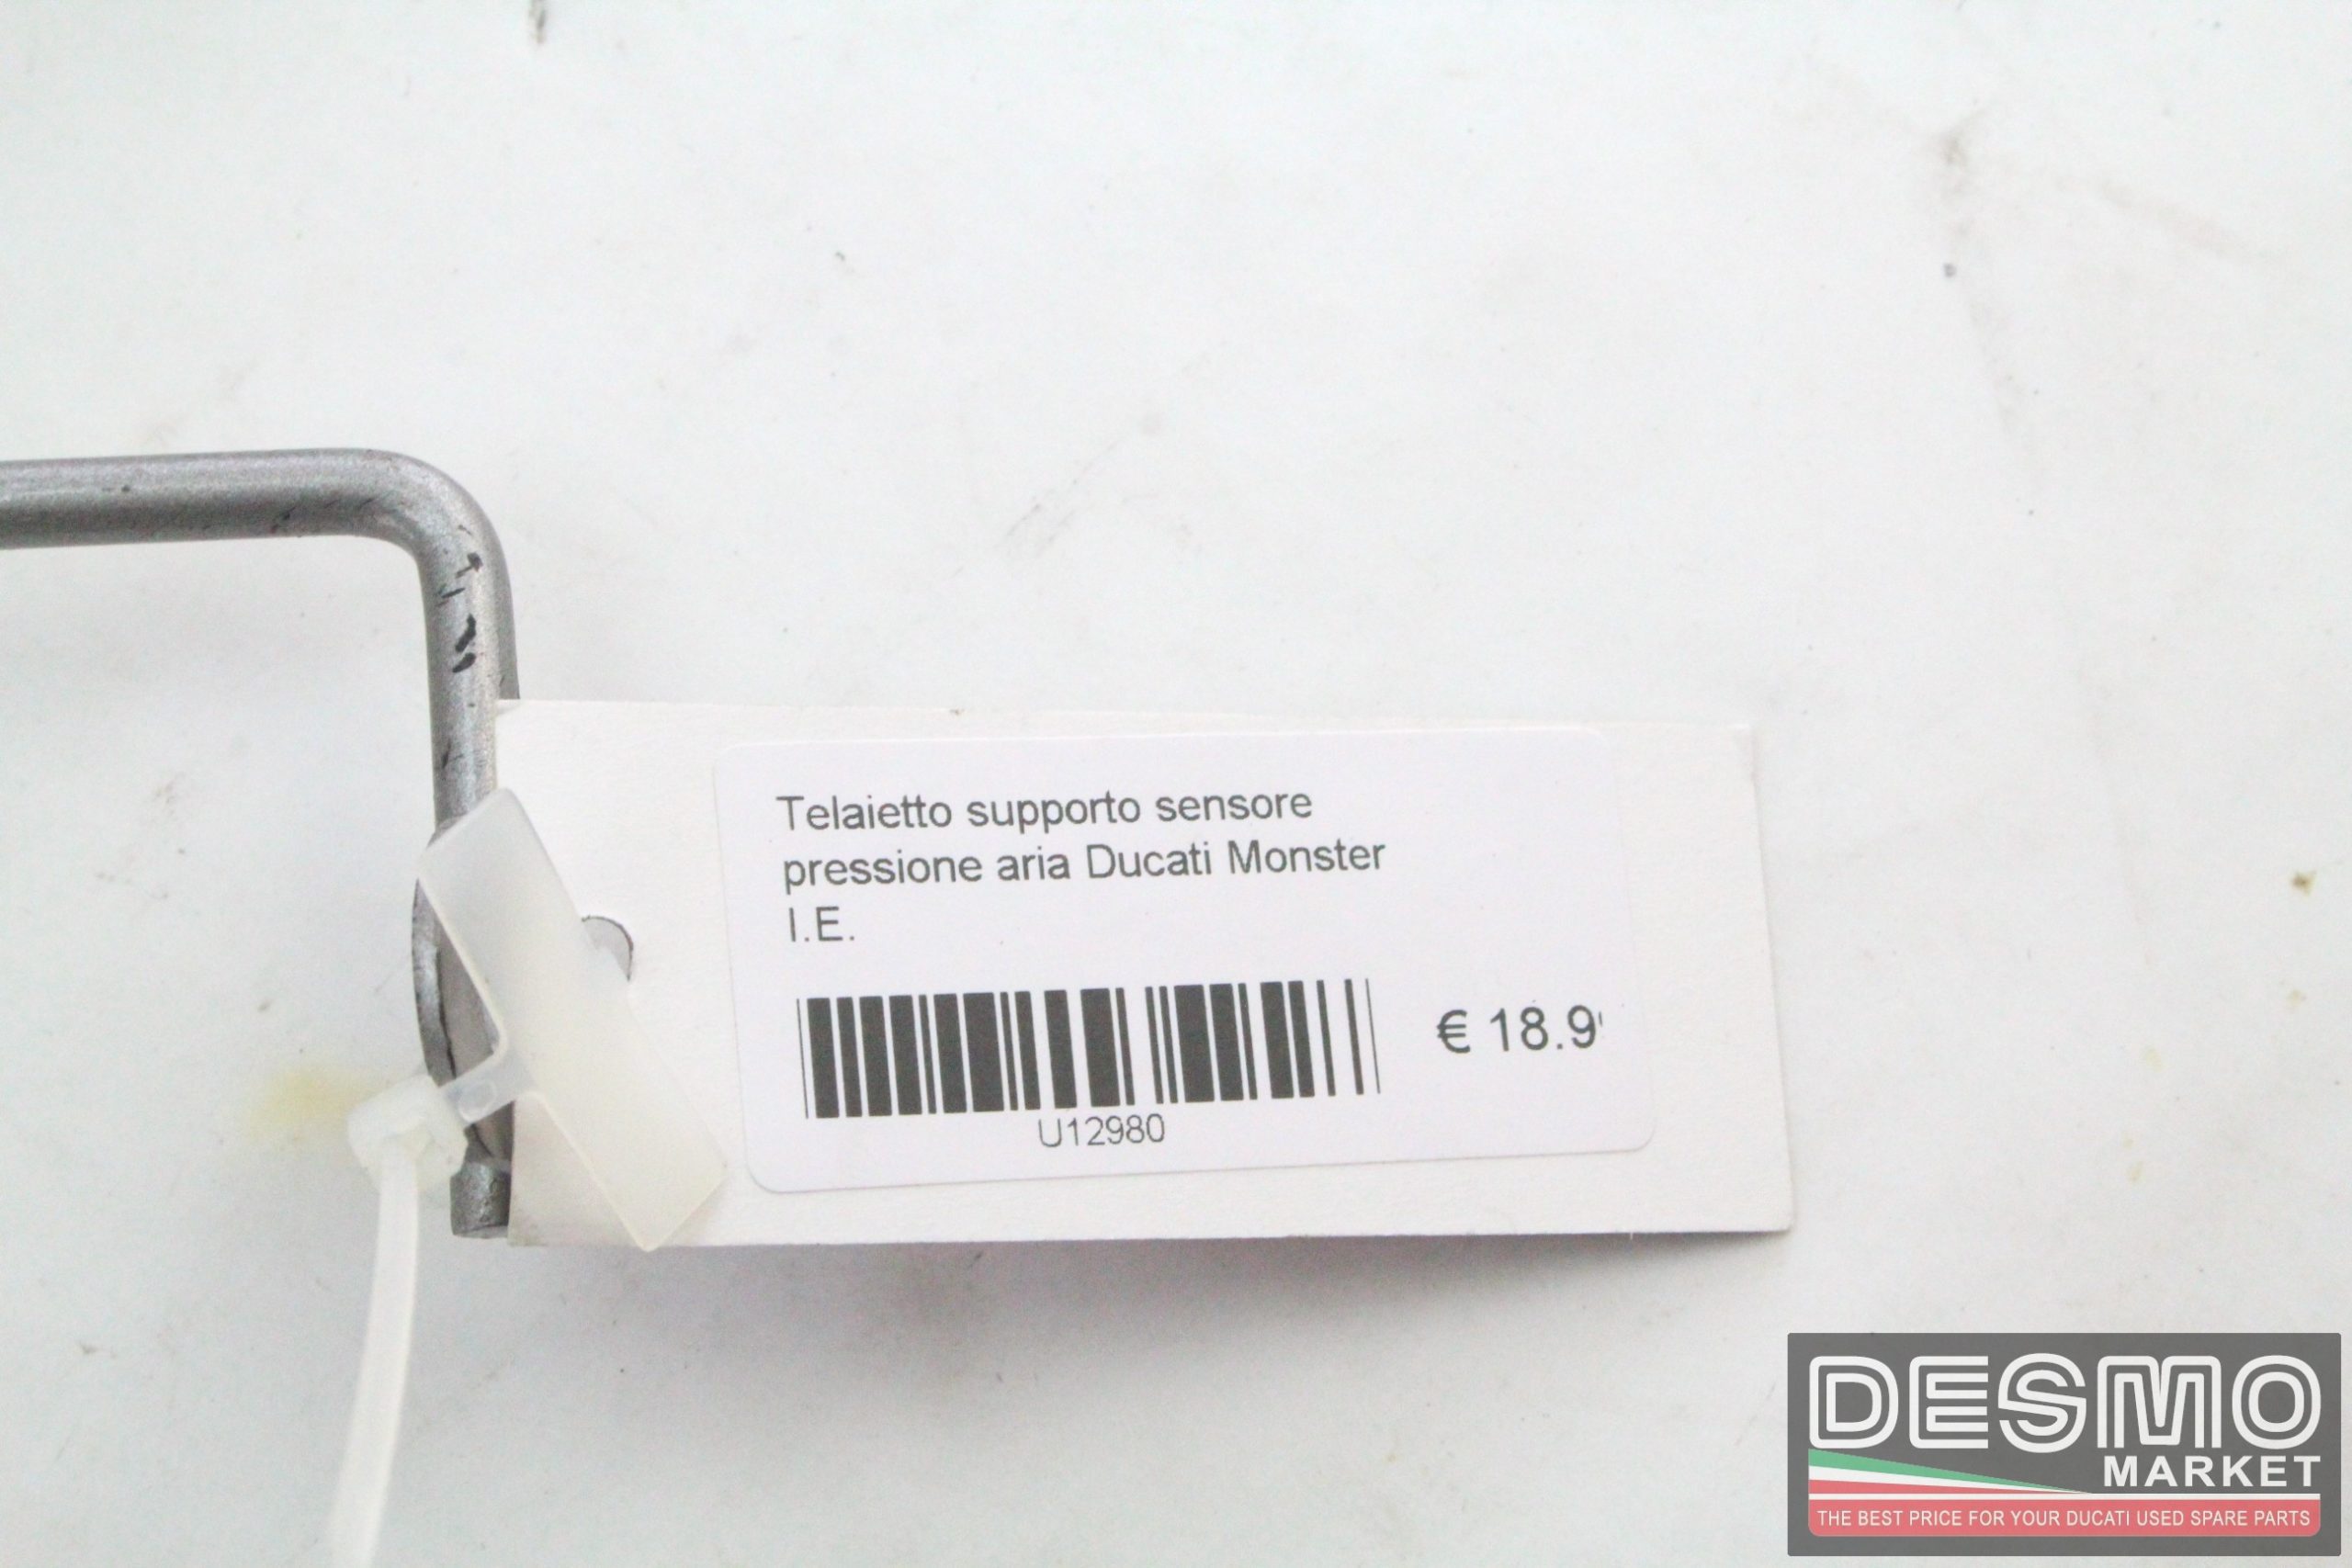 Telaietto supporto sensore
pressione aria Ducati Monster
I.E.
€ 18.9
U12980
DESMO
MARKET
THE BEST PRICE FOR YOUR DUCATI USED SPARE PARTS